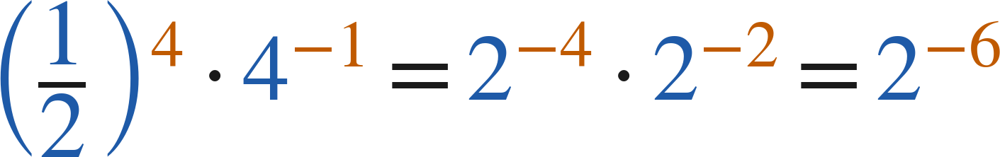 (1/2)^4 · 4^−1 = 2^−4 · 2^−2 = 2^−6